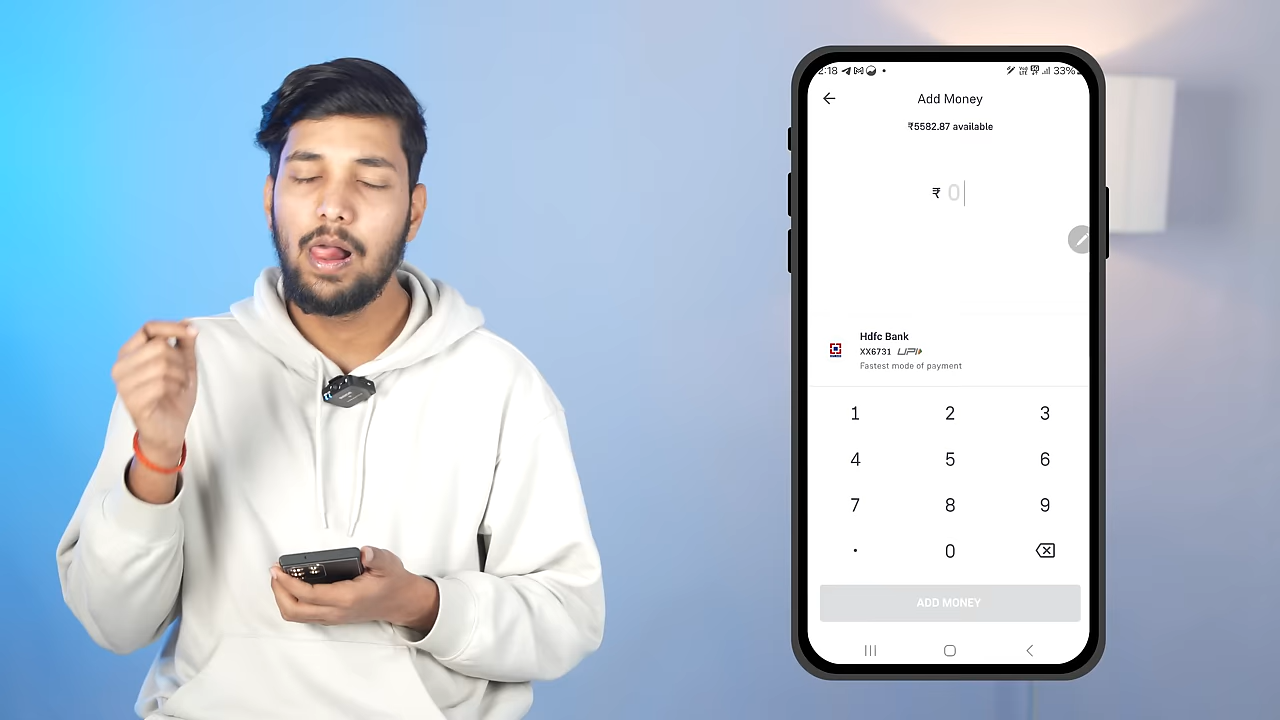 2:18 33%
Add Money
₹5582.87 available
₹ 0
Hdfc Bank
XX6731 UPI
Fastest mode of payment
1 2 3
4 5 6
7 8 9
. 0
ADD MONEY